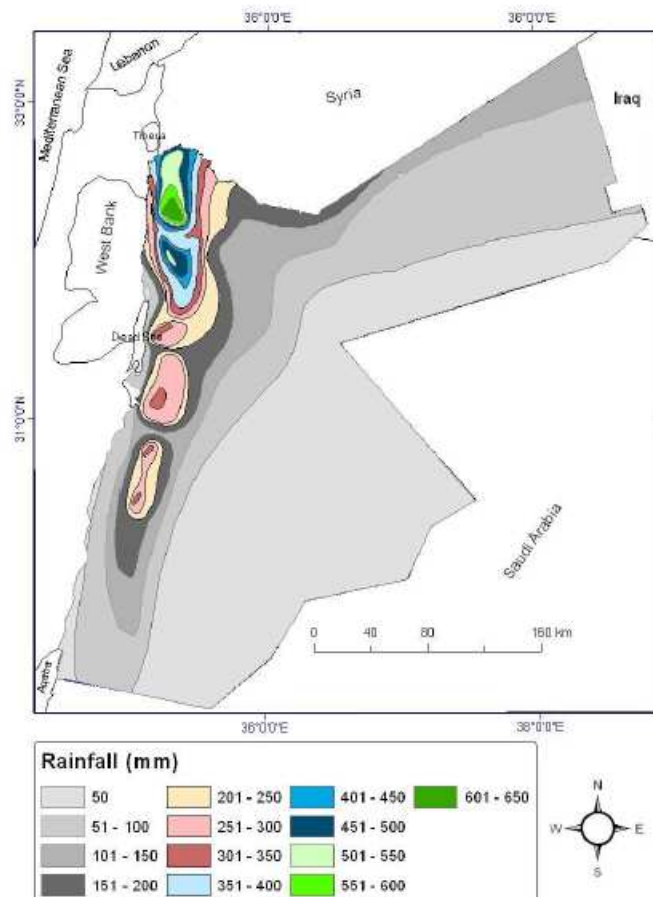 36°0'0"E 36°0'0"E
Lebanon
Mediterranean Sea
Syria
33°0'0"N
Iraq
West Bank
Dead Sea
31°0'0"N
Saudi Arabia
0 40 80 160 km
Aqaba
36°0'0"E 38°0'0"E
Rainfall (mm)
50 201 - 250 401 - 450 601 - 650
51 - 100 251 - 300 451 - 500
101 - 150 301 - 350 501 - 550
151 - 200 351 - 400 551 - 600
N
W E
S